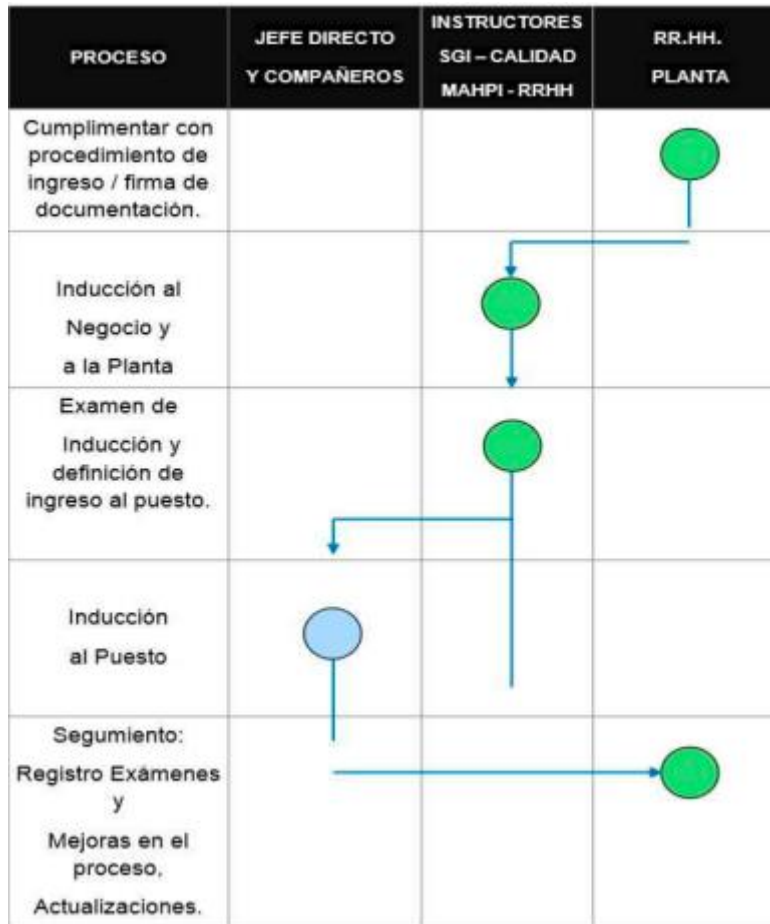 PROCESO
JEFE DIRECTO
Y COMPAÑEROS
INSTRUCTORES
SGI – CALIDAD
MAHPI - RRHH
RR.HH.
PLANTA
Cumplimentar con
procedimiento de
ingreso / firma de
documentación.
Inducción al
Negocio y
a la Planta
Examen de
Inducción y
definición de
ingreso al puesto.
Inducción
al Puesto
Segumiento:
Registro Exámenes
y
Mejoras en el
proceso,
Actualizaciones.